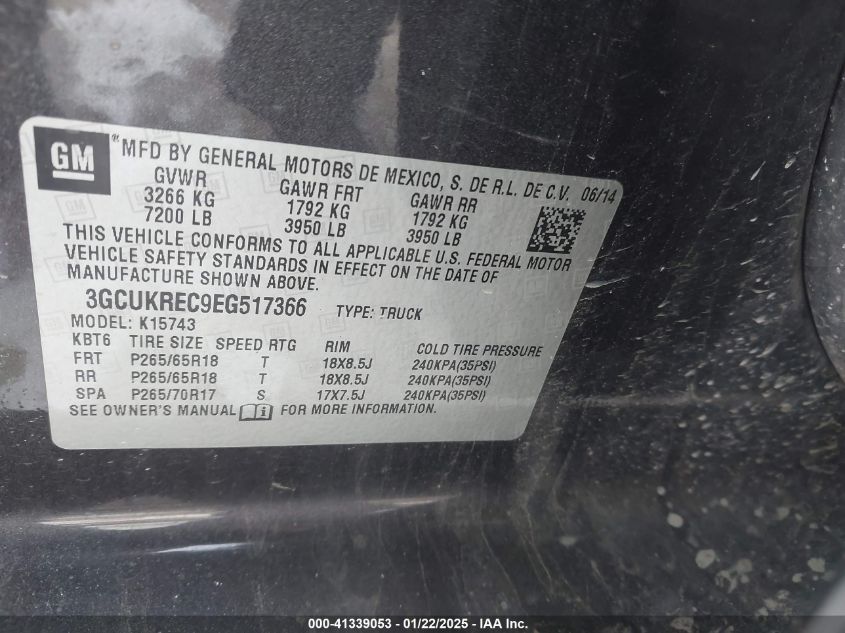 GM
®MFD BY GENERAL MOTORS DE MEXICO, S. DE R.L. DE C.V. 06/14
GVWR GAWR FRT GAWR RR
3266 KG 1792 KG 1792 KG
7200 LB 3950 LB 3950 LB
THIS VEHICLE CONFORMS TO ALL APPLICABLE U.S. FEDERAL MOTOR
VEHICLE SAFETY STANDARDS IN EFFECT ON THE DATE OF
MANUFACTURE SHOWN ABOVE.
3GCUKREC9EG517366 TYPE: TRUCK
MODEL: K15743
KBT6 TIRE SIZE SPEED RTG RIM COLD TIRE PRESSURE
FRT P265/65R18 T 18X8.5J 240KPA(35PSI)
RR P265/65R18 T 18X8.5J 240KPA(35PSI)
SPA P265/70R17 S 17X7.5J 240KPA(35PSI)
SEE OWNER'S MANUAL i FOR MORE INFORMATION.
000-41339053 - 01/22/2025 - IAA Inc.